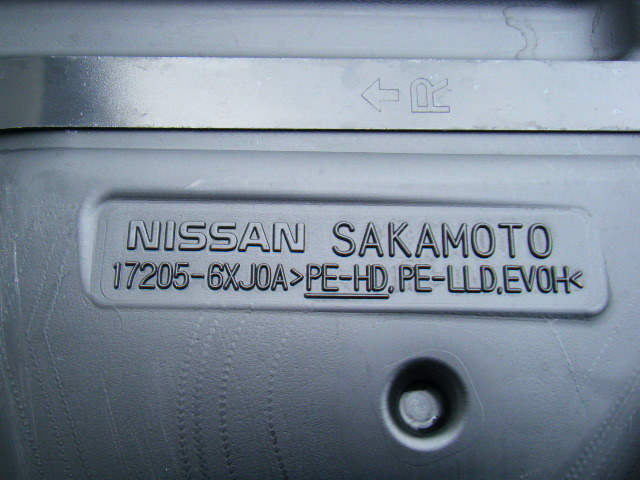 ←R
NISSAN SAKAMOTO
17205-6XJ0A>PE-HD,PE-LLD,EVOH<